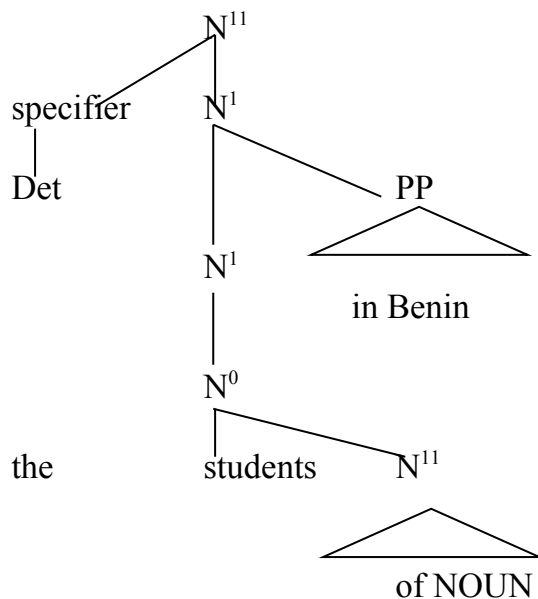 N¹¹
specifier N¹
Det PP
N¹
in Benin
N⁰
the students N¹¹
of NOUN